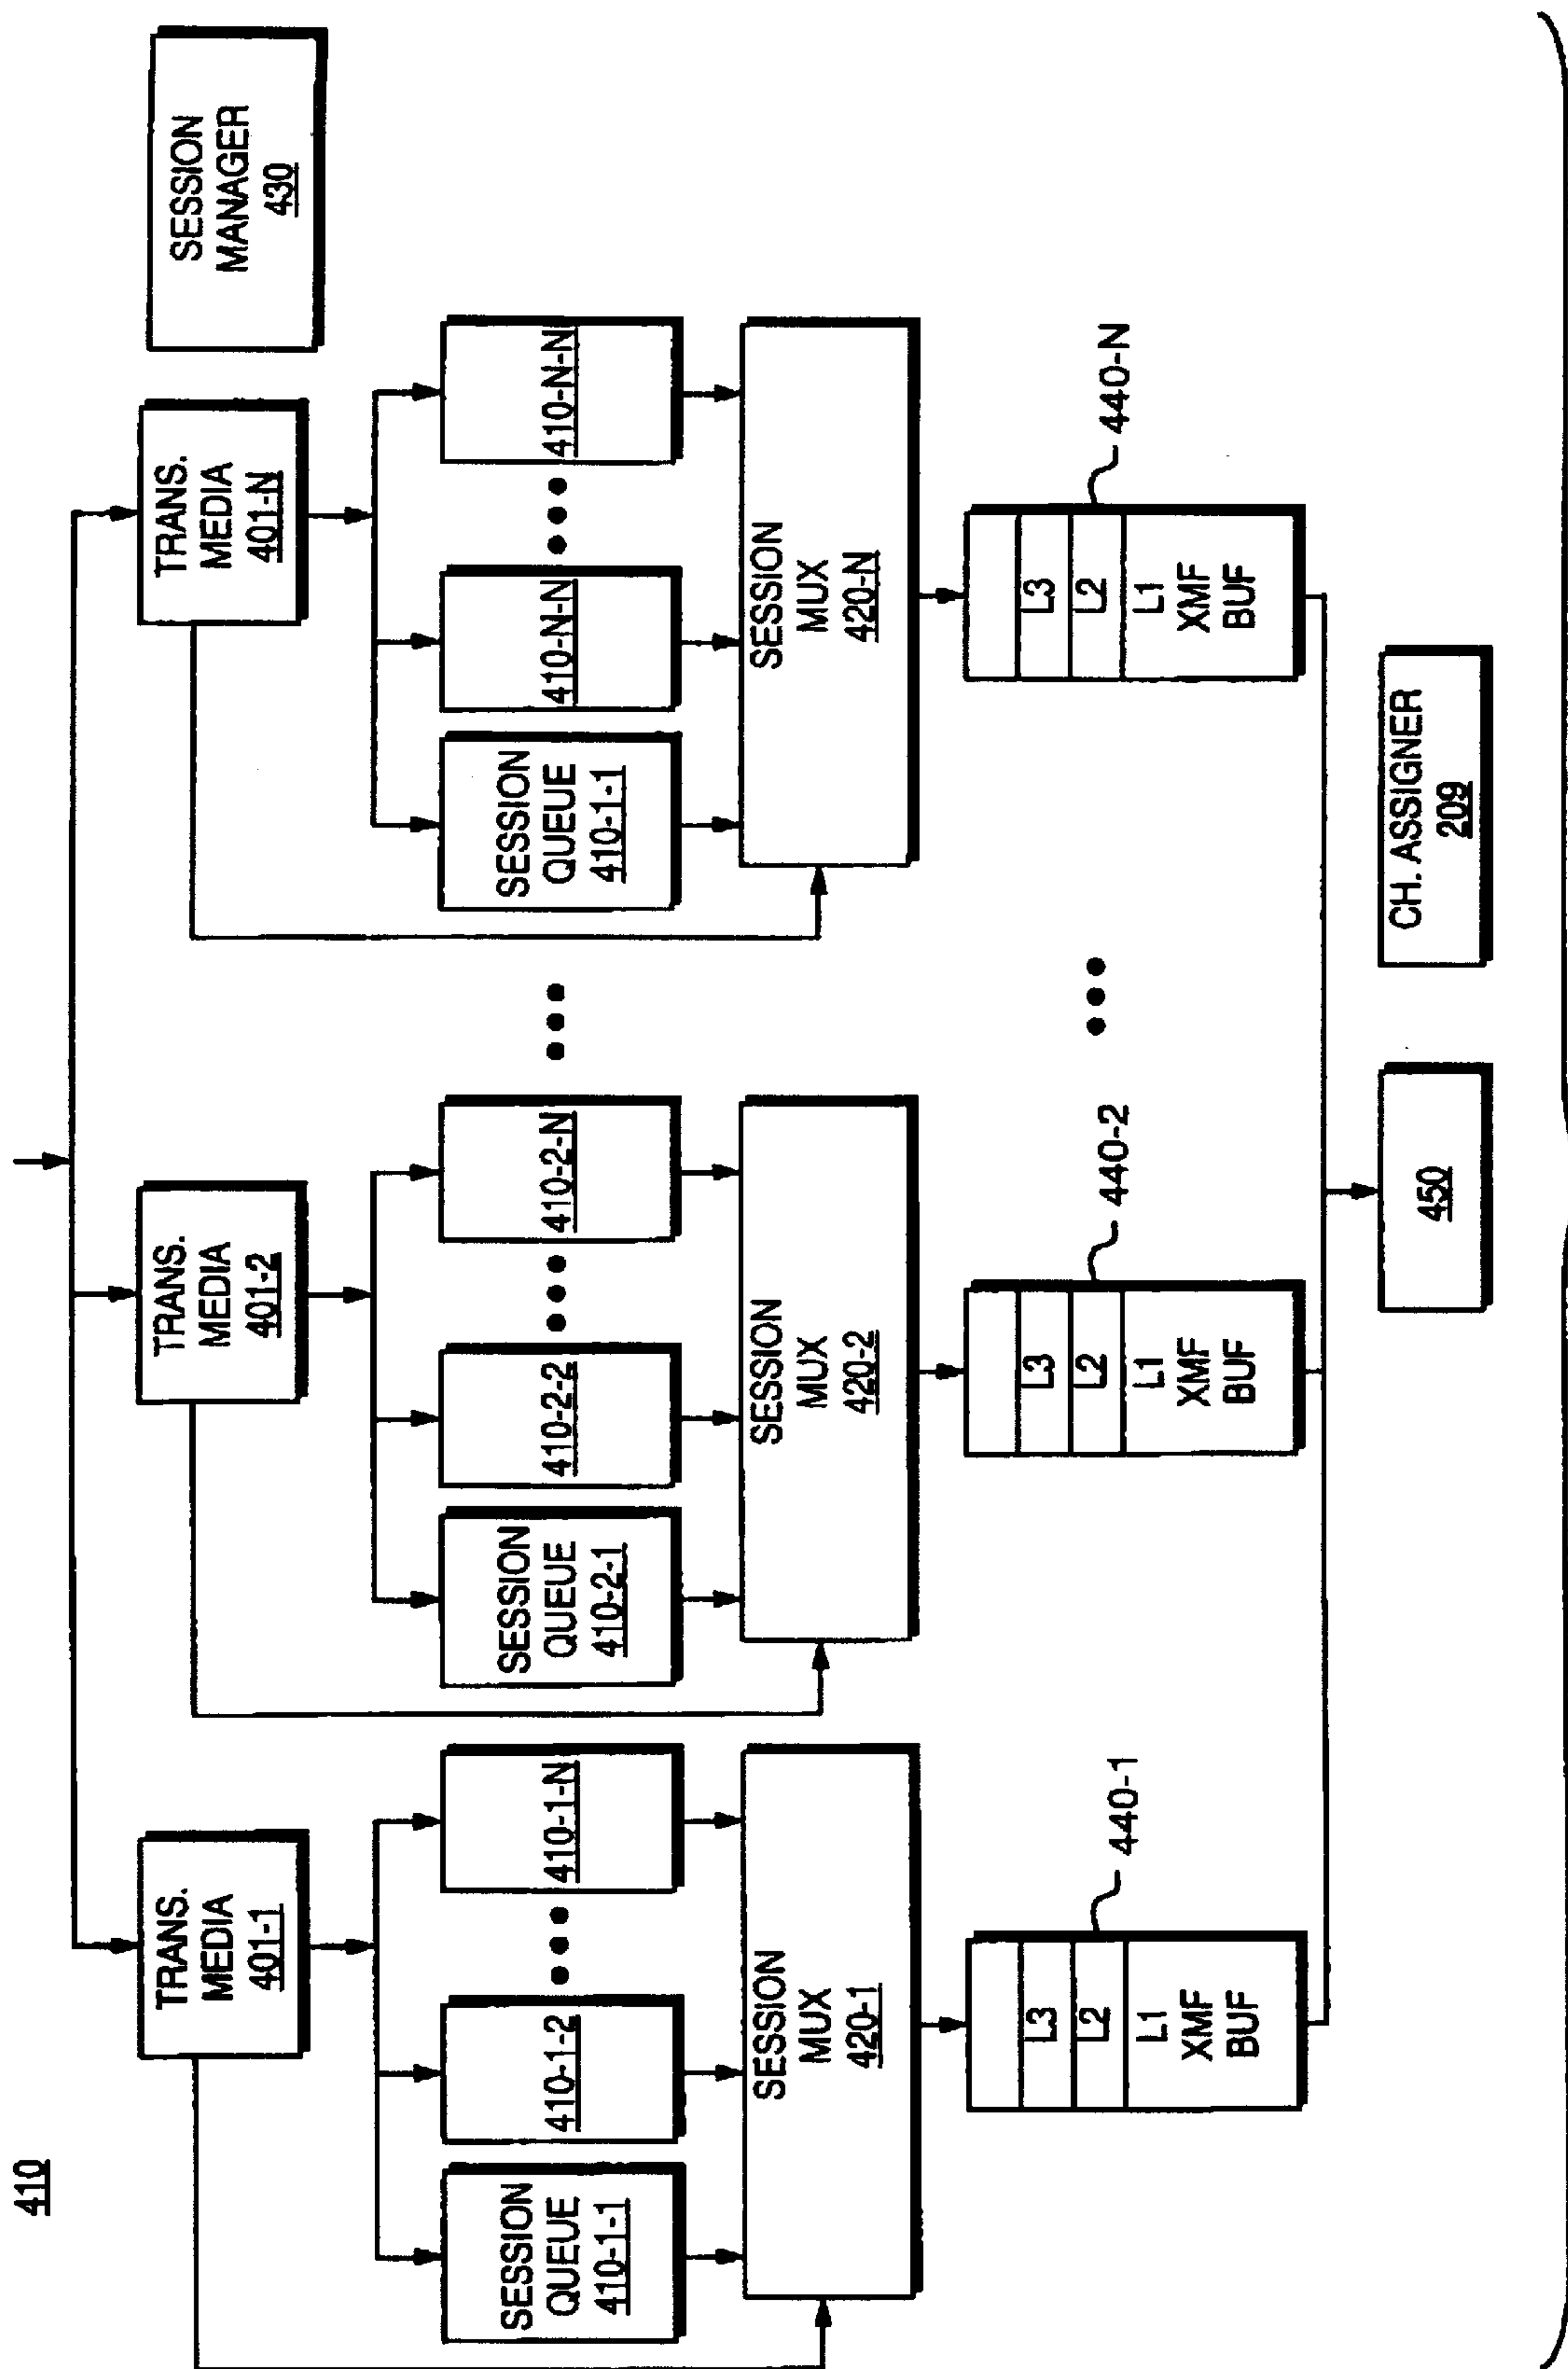 410
TRANS.
MEDIA
401-1
TRANS.
MEDIA
401-2
TRANS.
MEDIA
401-N
SESSION
MANAGER
430
SESSION
QUEUE
410-1-1
410-1-2
410-1-N
SESSION
QUEUE
410-2-1
410-2-2
410-2-N
SESSION
QUEUE
410-1-1
410-N-N
410-N-N
SESSION
MUX
420-1
SESSION
MUX
420-2
SESSION
MUX
420-N
L3
L2
L1
XMF
BUF
440-1
L3
L2
L1
XMF
BUF
440-2
L3
L2
L1
XMF
BUF
440-N
450
CH. ASSIGNER
209